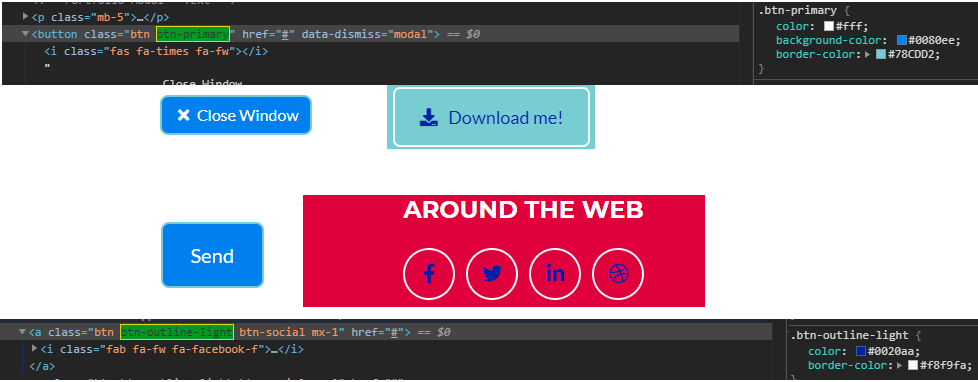 <p class="mb-5">…</p>
.btn-primary {
<button class="btn btn-primary" href="#" data-dismiss="modal"> == $0
color: #fff;
<i class="fas fa-times fa-fw"></i>
background-color: #0080ee;
"
border-color: #78CDD2;
Close Window
}
Close Window
Download me!
AROUND THE WEB
Send
<a class="btn btn-outline-light btn-social mx-1" href="#"> == $0
.btn-outline-light {
<i class="fab fa-fw fa-facebook-f">…</i>
color: #0020aa;
</a>
border-color: #f8f9fa;
}